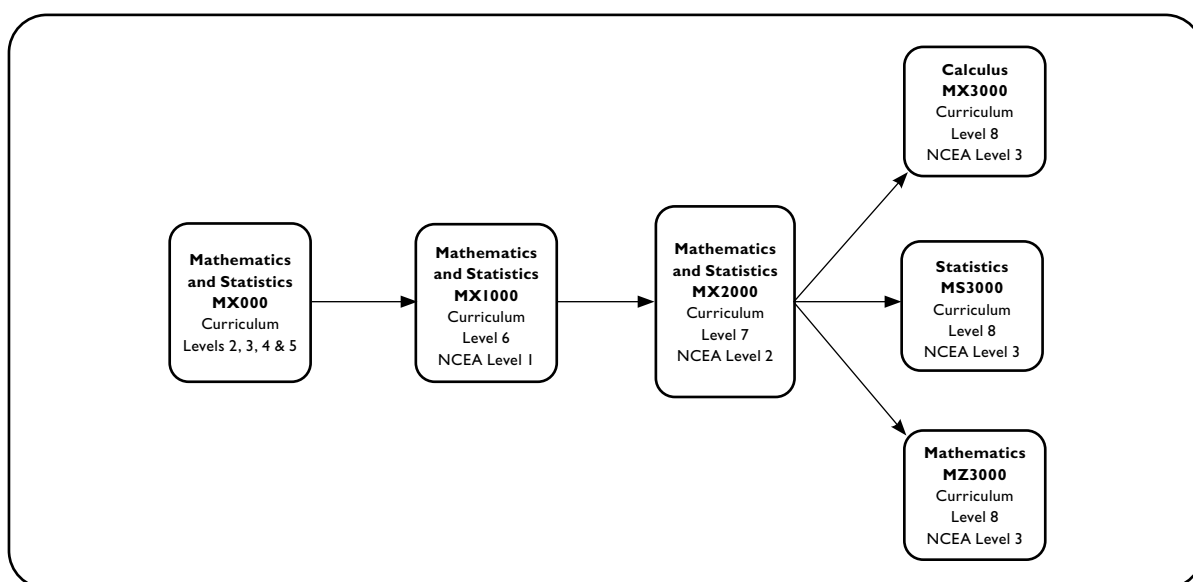 Mathematics
and Statistics
MX000
Curriculum
Levels 2, 3, 4 & 5
Mathematics
and Statistics
MX1000
Curriculum
Level 6
NCEA Level 1
Mathematics
and Statistics
MX2000
Curriculum
Level 7
NCEA Level 2
Calculus
MX3000
Curriculum
Level 8
NCEA Level 3
Statistics
MS3000
Curriculum
Level 8
NCEA Level 3
Mathematics
MZ3000
Curriculum
Level 8
NCEA Level 3